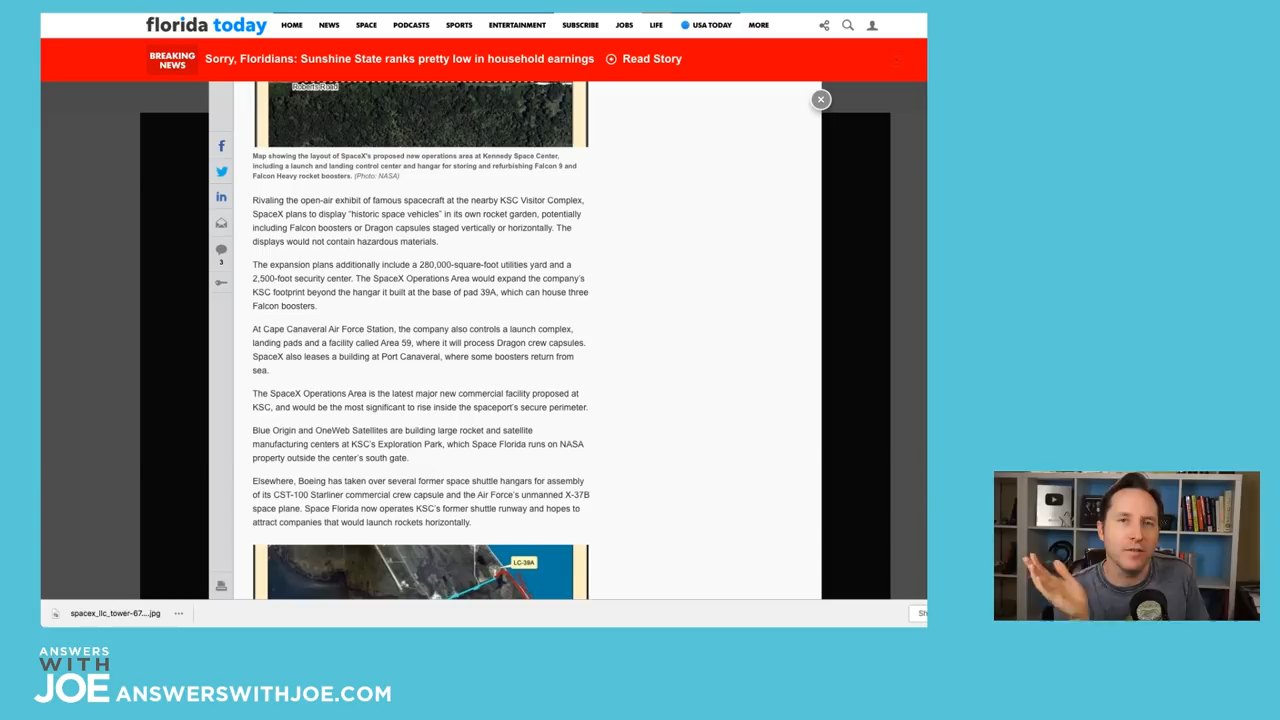 florida today
HOME NEWS SPACE PODCASTS SPORTS ENTERTAINMENT SUBSCRIBE JOBS LIFE USA TODAY MORE
BREAKING
NEWS
Sorry, Floridians: Sunshine State ranks pretty low in household earnings Read Story
Roberts Road
Map showing the layout of SpaceX's proposed new operations area at Kennedy Space Center,
including a launch and landing control center and hangar for storing and refurbishing Falcon 9 and
Falcon Heavy rocket boosters. (Photo: NASA)
Rivaling the open-air exhibit of famous spacecraft at the nearby KSC Visitor Complex,
SpaceX plans to display “historic space vehicles” in its own rocket garden, potentially
including Falcon boosters or Dragon capsules staged vertically or horizontally. The
displays would not contain hazardous materials.
The expansion plans additionally include a 280,000-square-foot utilities yard and a
2,500-foot security center. The SpaceX Operations Area would expand the company’s
KSC footprint beyond the hangar it built at the base of pad 39A, which can house three
Falcon boosters.
At Cape Canaveral Air Force Station, the company also controls a launch complex,
landing pads and a facility called Area 59, where it will process Dragon crew capsules.
SpaceX also leases a building at Port Canaveral, where some boosters return from
sea.
The SpaceX Operations Area is the latest major new commercial facility proposed at
KSC, and would be the most significant to rise inside the spaceport’s secure perimeter.
Blue Origin and OneWeb Satellites are building large rocket and satellite
manufacturing centers at KSC’s Exploration Park, which Space Florida runs on NASA
property outside the center’s south gate.
Elsewhere, Boeing has taken over several former space shuttle hangars for assembly
of its CST-100 Starliner commercial crew capsule and the Air Force’s unmanned X-37B
space plane. Space Florida now operates KSC’s former shuttle runway and hopes to
attract companies that would launch rockets horizontally.
3
LC-39A
spacex_llc_tower-67....jpg
Sh
ANSWERS
WITH
JOE
ANSWERSWITHJOE.COM